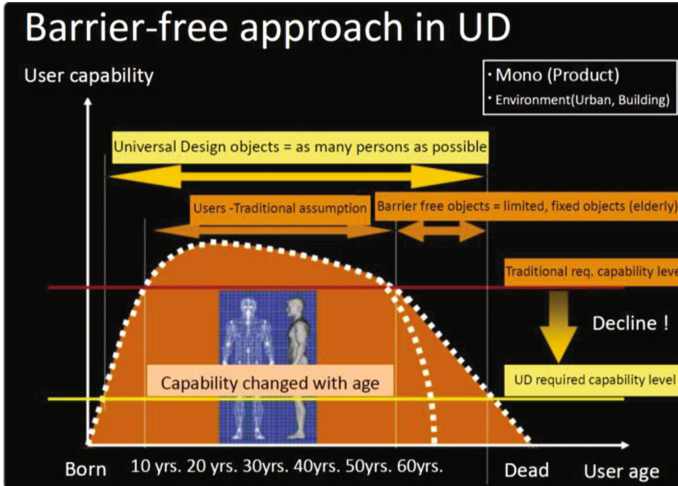 Barrier-free approach in UD
User capability
· Mono (Product)
· Environment(Urban, Building)
Universal Design objects = as many persons as possible
Users -Traditional assumption
Barrier free objects = limited, fixed objects (elderly)
Traditional req. capability leve
Decline !
Capability changed with age
UD required capability level
Born
10 yrs. 20 yrs. 30yrs. 40yrs. 50yrs. 60yrs.
Dead
User age